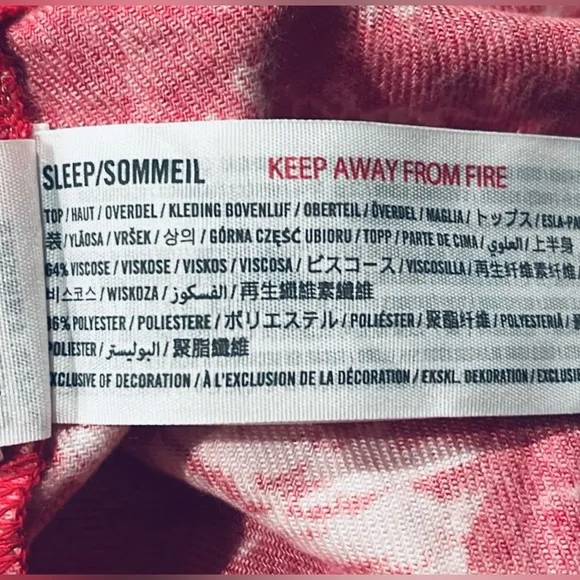 SLEEP/SOMMEIL KEEP AWAY FROM FIRE
TOP / HAUT / OVERDEL / KLEDING BOVENLIJF / OBERTEIL / ÖVERDEL / MAGLIA / トップス / ESLA-PA
装 / YLÄOSA / VRŠEK / 상의 / GÓRNA CZĘŚĆ UBIORU / TOPP / PARTE DE CIMA / العلوي / 上半身
64% VISCOSE / VISKOSE / VISKOS / VISCOSA / ビスコース / VISCOSILLA / 再生纤维素纤维 /
비스코스 / WISKOZA / الفسكوز / 再生纖維素纖維
36% POLYESTER / POLIESTERE / ポリエステル / POLIÉSTER / 聚酯纤维 / POLYESTERIÄ /
POLIESTER / البوليستر / 聚脂纖維
EXCLUSIVE OF DECORATION / À L'EXCLUSION DE LA DÉCORATION / EKSKL. DEKORATION / EXCLUSI